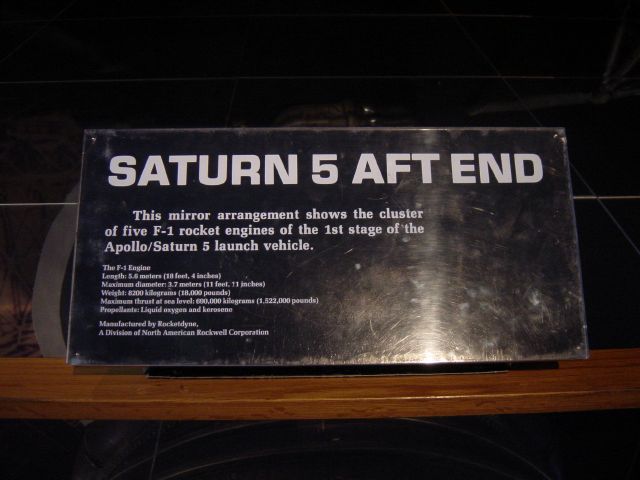 SATURN 5 AFT END
This mirror arrangement shows the cluster
of five F-1 rocket engines of the 1st stage of the
Apollo/Saturn 5 launch vehicle.
The F-1 Engine
Length: 5.6 meters (18 feet, 4 inches)
Maximum diameter: 3.7 meters (11 feet, 11 inches)
Weight: 8200 kilograms (18,000 pounds)
Maximum thrust at sea level: 690,000 kilograms (1,522,000 pounds)
Propellants: Liquid oxygen and kerosene
Manufactured by Rocketdyne,
A Division of North American Rockwell Corporation